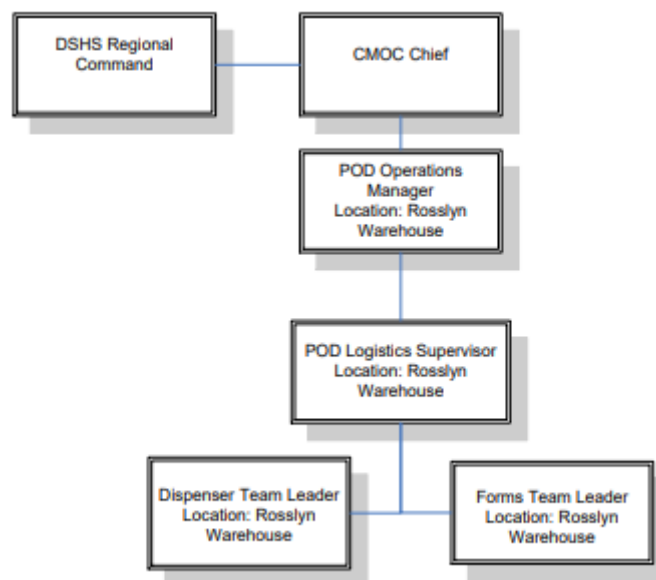 DSHS Regional
Command
CMOC Chief
POD Operations
Manager
Location: Rosslyn
Warehouse
POD Logistics Supervisor
Location: Rosslyn
Warehouse
Dispenser Team Leader
Location: Rosslyn
Warehouse
Forms Team Leader
Location: Rosslyn
Warehouse